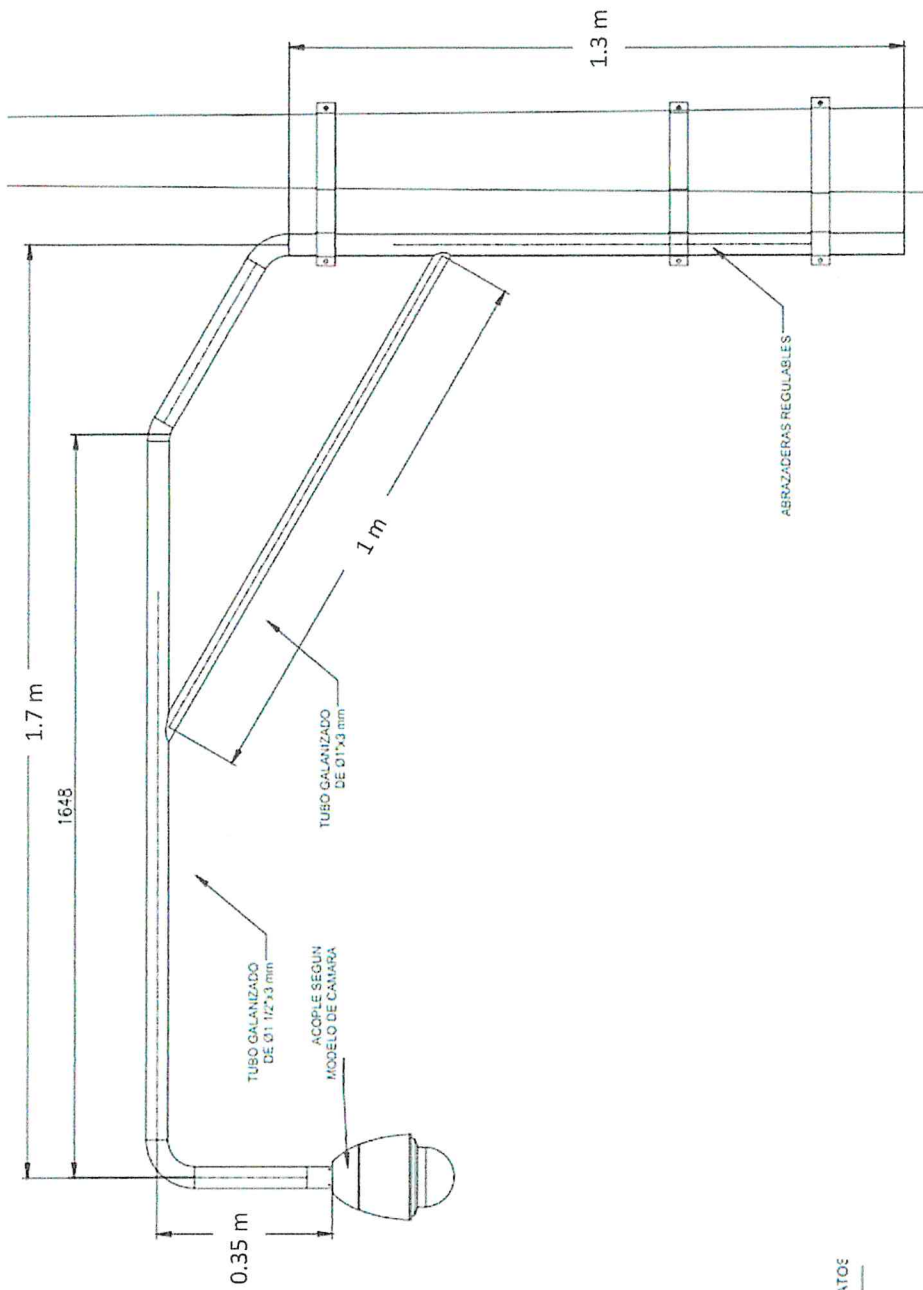 1.7 m
1648
1.3 m
0.35 m
1 m
TUBO GALANIZADO
DE Ø1 1/2"x3 mm
ACOPLE SEGUN
MODELO DE CAMARA
TUBO GALANIZADO
DE Ø1"x3 mm
ABRAZADERAS REGULABLES